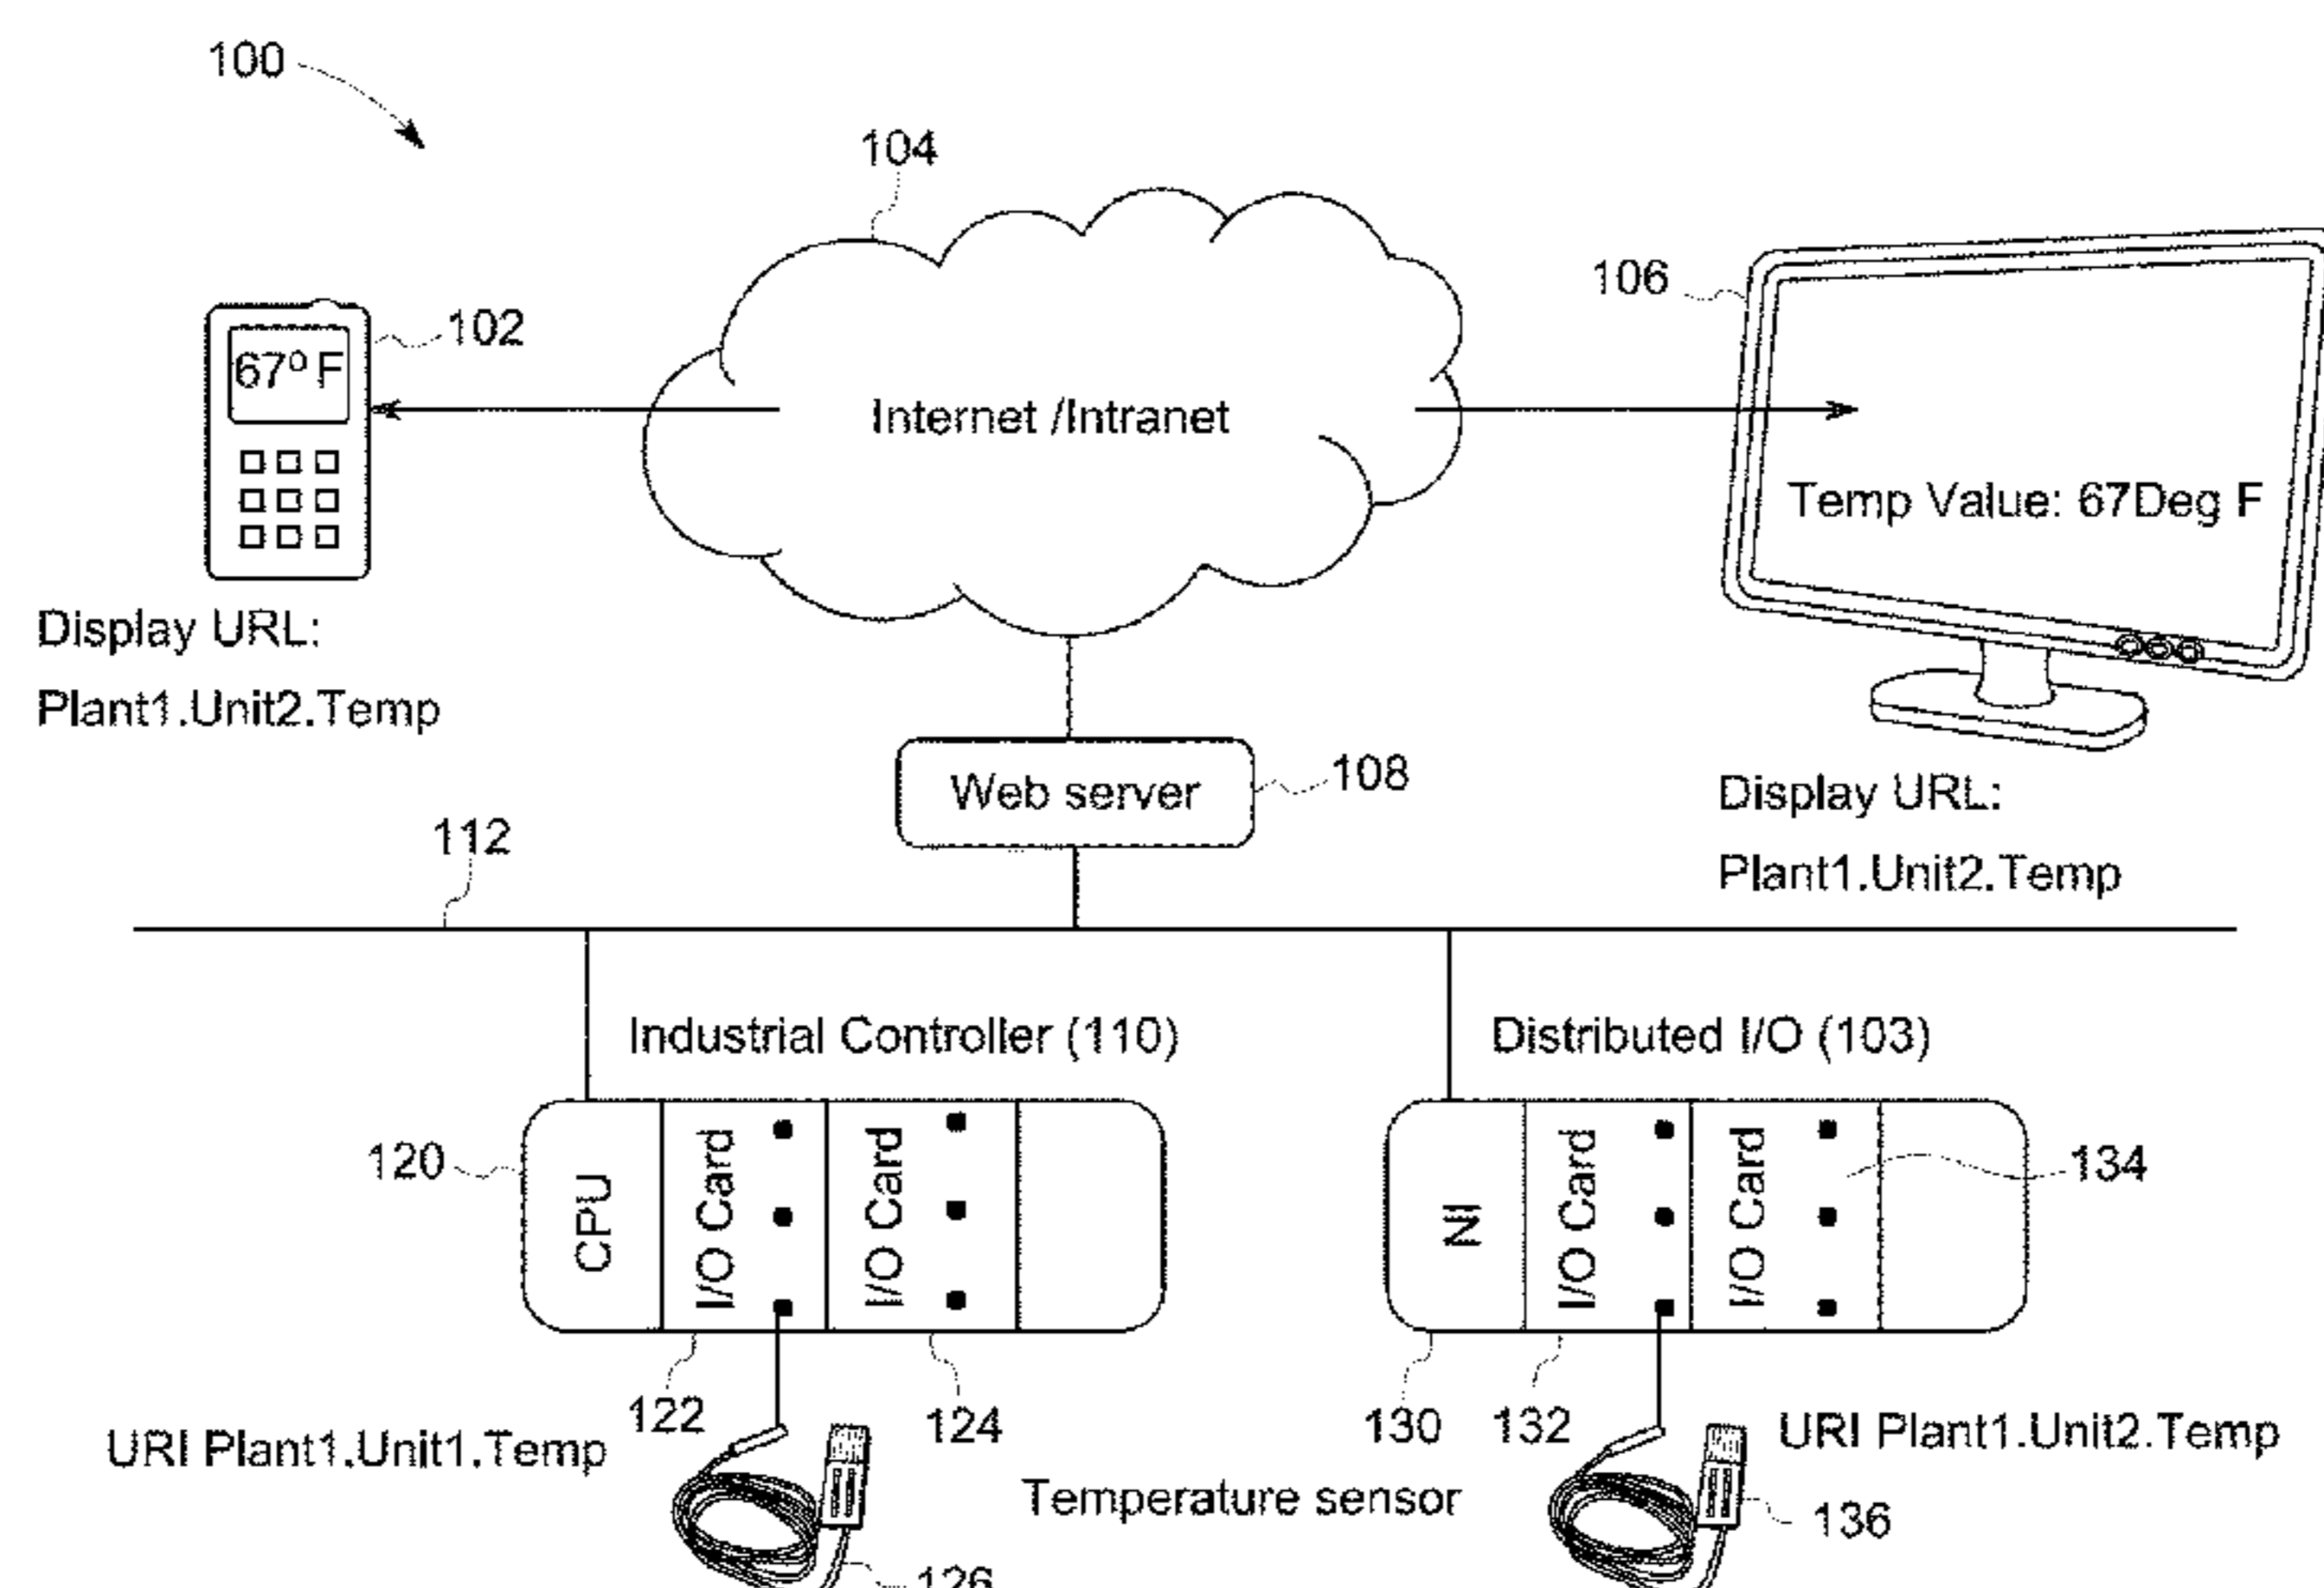 100
104
106
102
67º F
Internet /Intranet
Temp Value: 67Deg F
Display URL:
Plant1.Unit2.Temp
Web server
108
Display URL:
Plant1.Unit2.Temp
112
Industrial Controller (110)
Distributed I/O (103)
120
CPU
I/O Card
I/O Card
NI
I/O Card
I/O Card
134
122
124
130
132
URI Plant1.Unit1.Temp
URI Plant1.Unit2.Temp
Temperature sensor
136
126